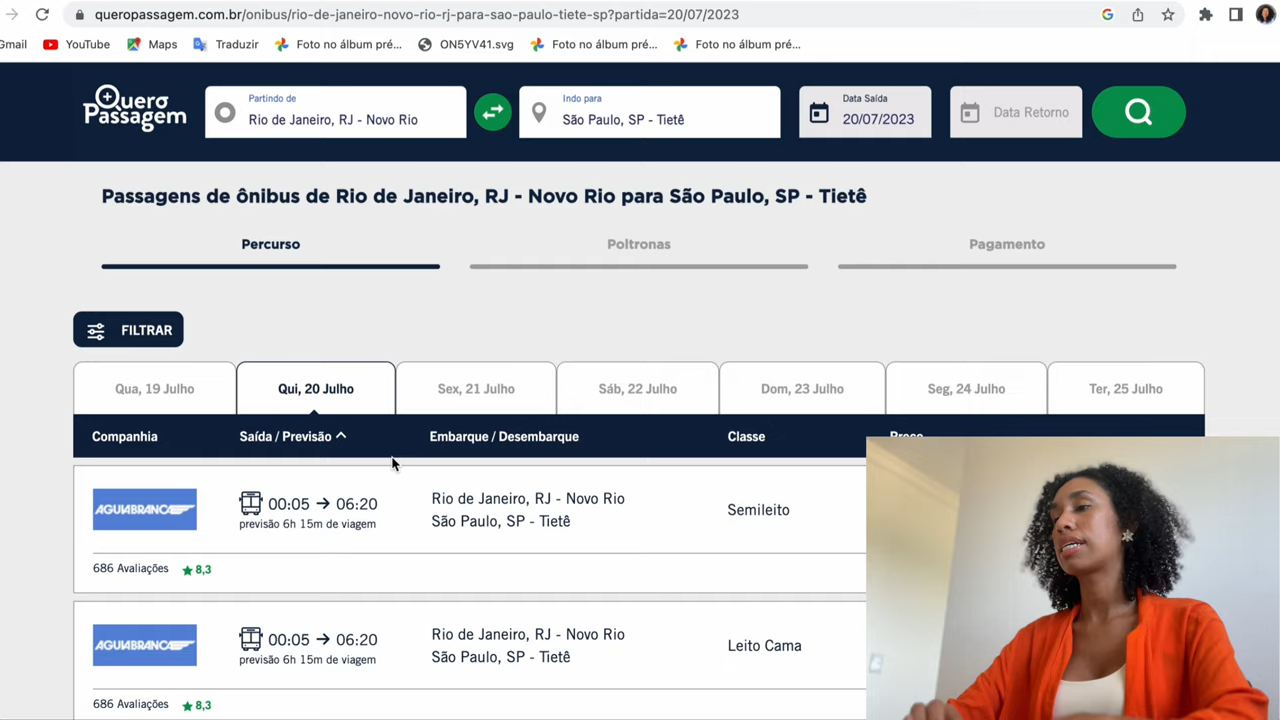 queropassagem.com.br/onibus/rio-de-janeiro-novo-rio-rj-para-sao-paulo-tiete-sp?partida=20/07/2023
Gmail YouTube Maps Traduzir Foto no álbum pré... ON5YV41.svg Foto no álbum pré... Foto no álbum pré...
Quero Passagem
Partindo de
Rio de Janeiro, RJ - Novo Rio
Indo para
São Paulo, SP - Tietê
Data Saída
20/07/2023
Data Retorno
Passagens de ônibus de Rio de Janeiro, RJ - Novo Rio para São Paulo, SP - Tietê
Percurso Poltronas Pagamento
FILTRAR
Qua, 19 Julho Qui, 20 Julho Sex, 21 Julho Sáb, 22 Julho Dom, 23 Julho Seg, 24 Julho Ter, 25 Julho
Companhia Saída / Previsão Embarque / Desembarque Classe Preço
AGUIABRANCA
00:05 → 06:20
previsão 6h 15m de viagem
Rio de Janeiro, RJ - Novo Rio
São Paulo, SP - Tietê
Semileito
686 Avaliações 8,3
AGUIABRANCA
00:05 → 06:20
previsão 6h 15m de viagem
Rio de Janeiro, RJ - Novo Rio
São Paulo, SP - Tietê
Leito Cama
686 Avaliações 8,3